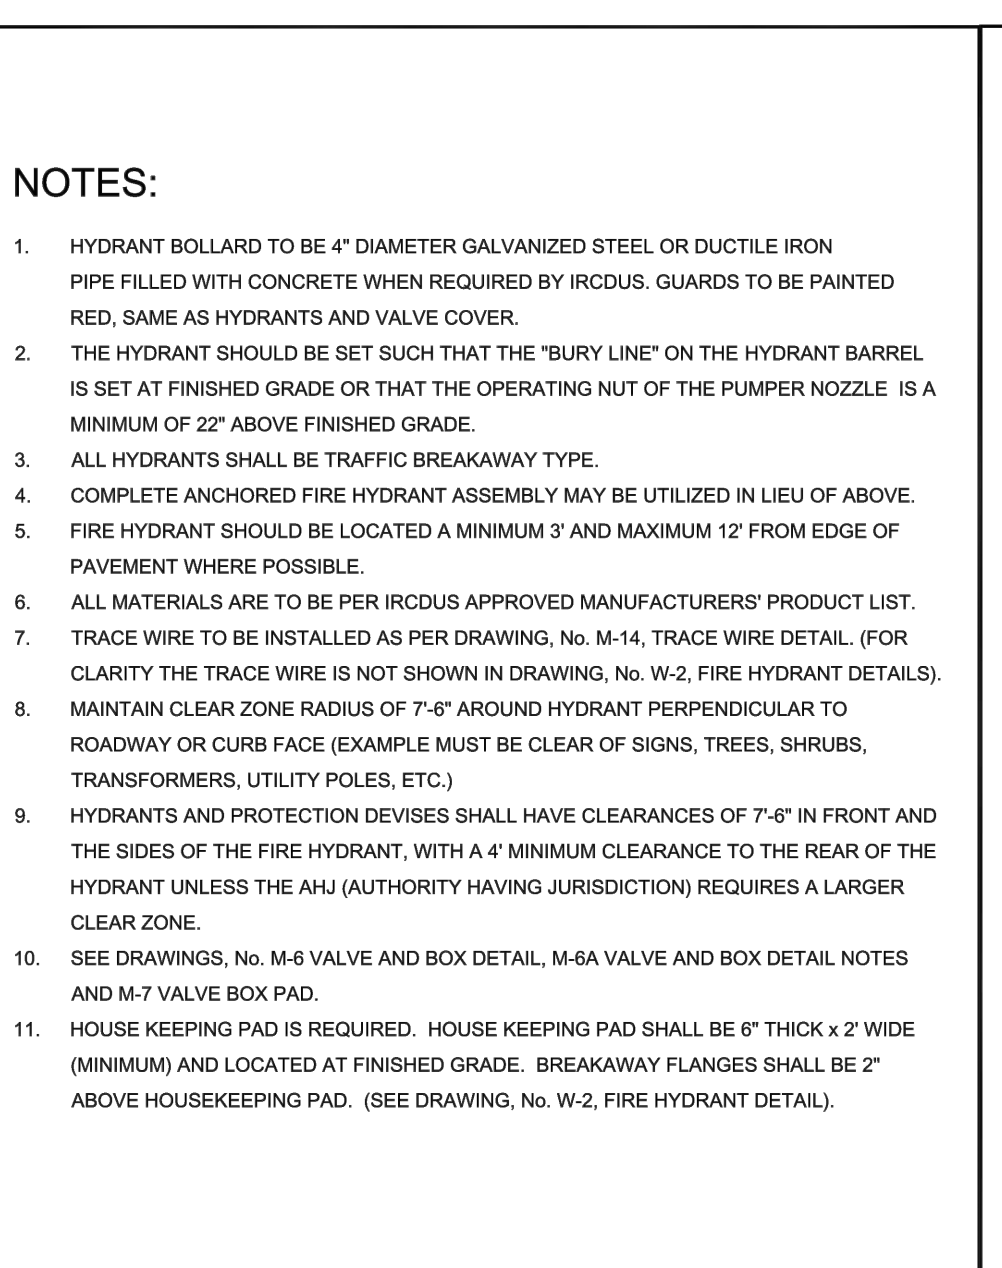 NOTES:
1. HYDRANT BOLLARD TO BE 4" DIAMETER GALVANIZED STEEL OR DUCTILE IRON
PIPE FILLED WITH CONCRETE WHEN REQUIRED BY IRCDUS. GUARDS TO BE PAINTED
RED, SAME AS HYDRANTS AND VALVE COVER.
2. THE HYDRANT SHOULD BE SET SUCH THAT THE "BURY LINE" ON THE HYDRANT BARREL
IS SET AT FINISHED GRADE OR THAT THE OPERATING NUT OF THE PUMPER NOZZLE IS A
MINIMUM OF 22" ABOVE FINISHED GRADE.
3. ALL HYDRANTS SHALL BE TRAFFIC BREAKAWAY TYPE.
4. COMPLETE ANCHORED FIRE HYDRANT ASSEMBLY MAY BE UTILIZED IN LIEU OF ABOVE.
5. FIRE HYDRANT SHOULD BE LOCATED A MINIMUM 3' AND MAXIMUM 12' FROM EDGE OF
PAVEMENT WHERE POSSIBLE.
6. ALL MATERIALS ARE TO BE PER IRCDUS APPROVED MANUFACTURERS' PRODUCT LIST.
7. TRACE WIRE TO BE INSTALLED AS PER DRAWING, No. M-14, TRACE WIRE DETAIL. (FOR
CLARITY THE TRACE WIRE IS NOT SHOWN IN DRAWING, No. W-2, FIRE HYDRANT DETAILS).
8. MAINTAIN CLEAR ZONE RADIUS OF 7'-6" AROUND HYDRANT PERPENDICULAR TO
ROADWAY OR CURB FACE (EXAMPLE MUST BE CLEAR OF SIGNS, TREES, SHRUBS,
TRANSFORMERS, UTILITY POLES, ETC.)
9. HYDRANTS AND PROTECTION DEVISES SHALL HAVE CLEARANCES OF 7'-6" IN FRONT AND
THE SIDES OF THE FIRE HYDRANT, WITH A 4' MINIMUM CLEARANCE TO THE REAR OF THE
HYDRANT UNLESS THE AHJ (AUTHORITY HAVING JURISDICTION) REQUIRES A LARGER
CLEAR ZONE.
10. SEE DRAWINGS, No. M-6 VALVE AND BOX DETAIL, M-6A VALVE AND BOX DETAIL NOTES
AND M-7 VALVE BOX PAD.
11. HOUSE KEEPING PAD IS REQUIRED. HOUSE KEEPING PAD SHALL BE 6" THICK x 2' WIDE
(MINIMUM) AND LOCATED AT FINISHED GRADE. BREAKAWAY FLANGES SHALL BE 2"
ABOVE HOUSEKEEPING PAD. (SEE DRAWING, No. W-2, FIRE HYDRANT DETAIL).